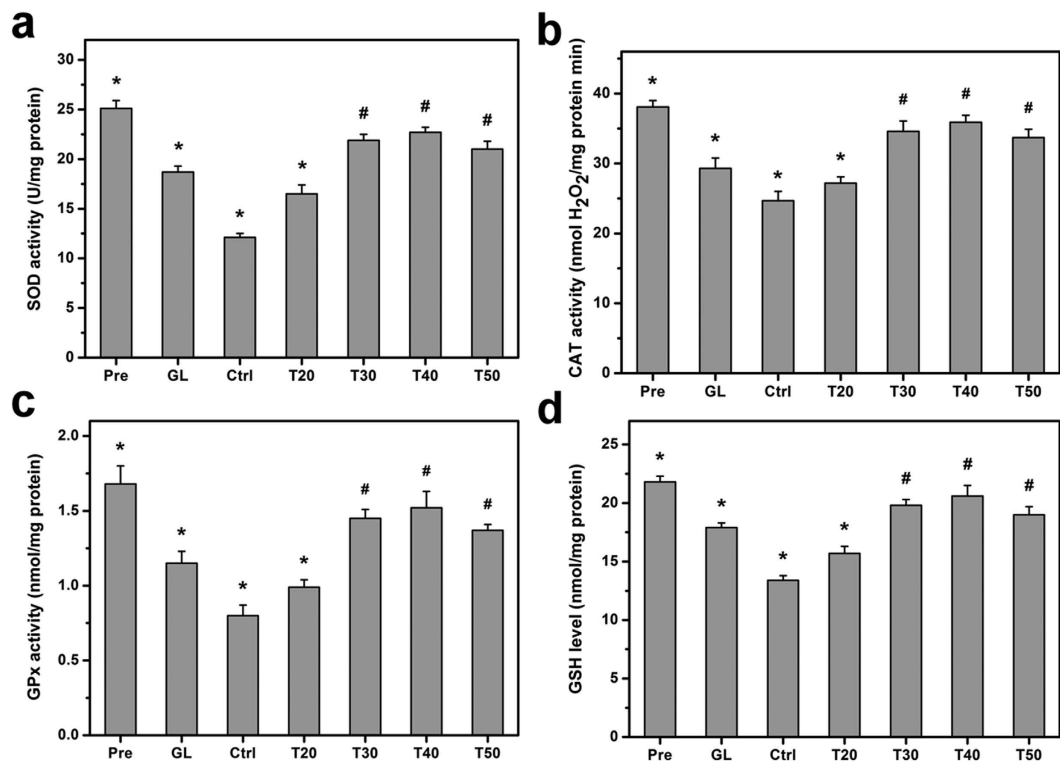 a
SOD activity (U/mg protein)
30
25
20
15
10
5
0
* * * * # # #
Pre GL Ctrl T20 T30 T40 T50
b
CAT activity (nmol H₂O₂/mg protein min)
40
30
20
10
0
* * * * # # #
Pre GL Ctrl T20 T30 T40 T50
c
GPx activity (nmol/mg protein)
2.0
1.5
1.0
0.5
0.0
* * * * # # #
Pre GL Ctrl T20 T30 T40 T50
d
GSH level (nmol/mg protein)
25
20
15
10
5
0
* * * * # # #
Pre GL Ctrl T20 T30 T40 T50